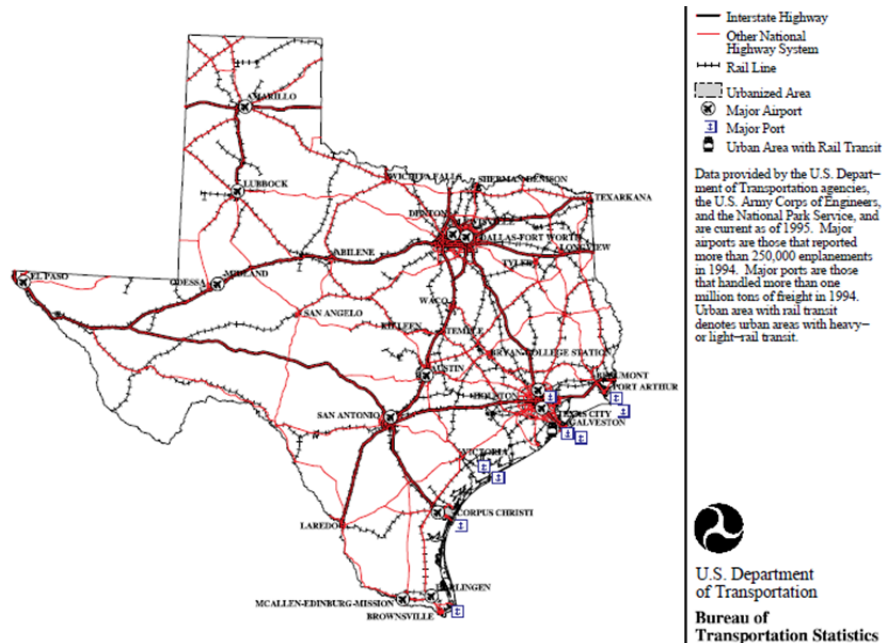 Interstate Highway
Other National
Highway System
Rail Line
Urbanized Area
Major Airport
Major Port
Urban Area with Rail Transit
Data provided by the U.S. Depart-
ment of Transportation agencies,
the U.S. Army Corps of Engineers,
and the National Park Service, and
are current as of 1995. Major
airports are those that reported
more than 250,000 enplanements
in 1994. Major ports are those
that handled more than one
million tons of freight in 1994.
Urban area with rail transit
denotes urban areas with heavy-
or light-rail transit.
U.S. Department
of Transportation
Bureau of
Transportation Statistics
AMARILLO
LUBBOCK
WICHITA FALLS
SHERMAN-DENISON
TEXARKANA
DENTON
DALLAS-FORT WORTH
LONGVIEW
TYLER
ABILENE
MIDLAND
ODESSA
EL PASO
SAN ANGELO
WACO
KILLEEN
TEMPLE
BRYAN-COLLEGE STATION
AUSTIN
BEAUMONT
PORT ARTHUR
HOUSTON
TEXAS CITY
GALVESTON
SAN ANTONIO
VICTORIA
CORPUS CHRISTI
LAREDO
HARLINGEN
MCALLEN-EDINBURG-MISSION
BROWNSVILLE